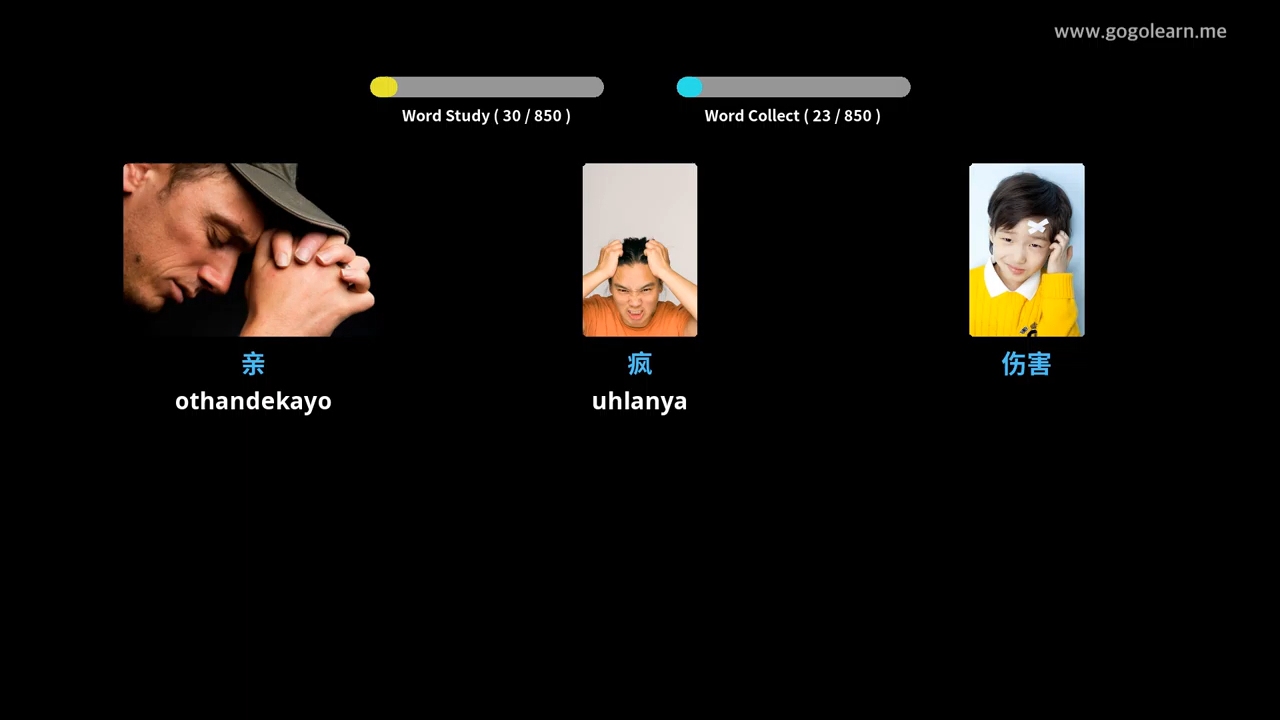 www.gogolearn.me
Word Study ( 30 / 850 )
Word Collect ( 23 / 850 )
亲
疯
伤害
othandekayo
uhlanya